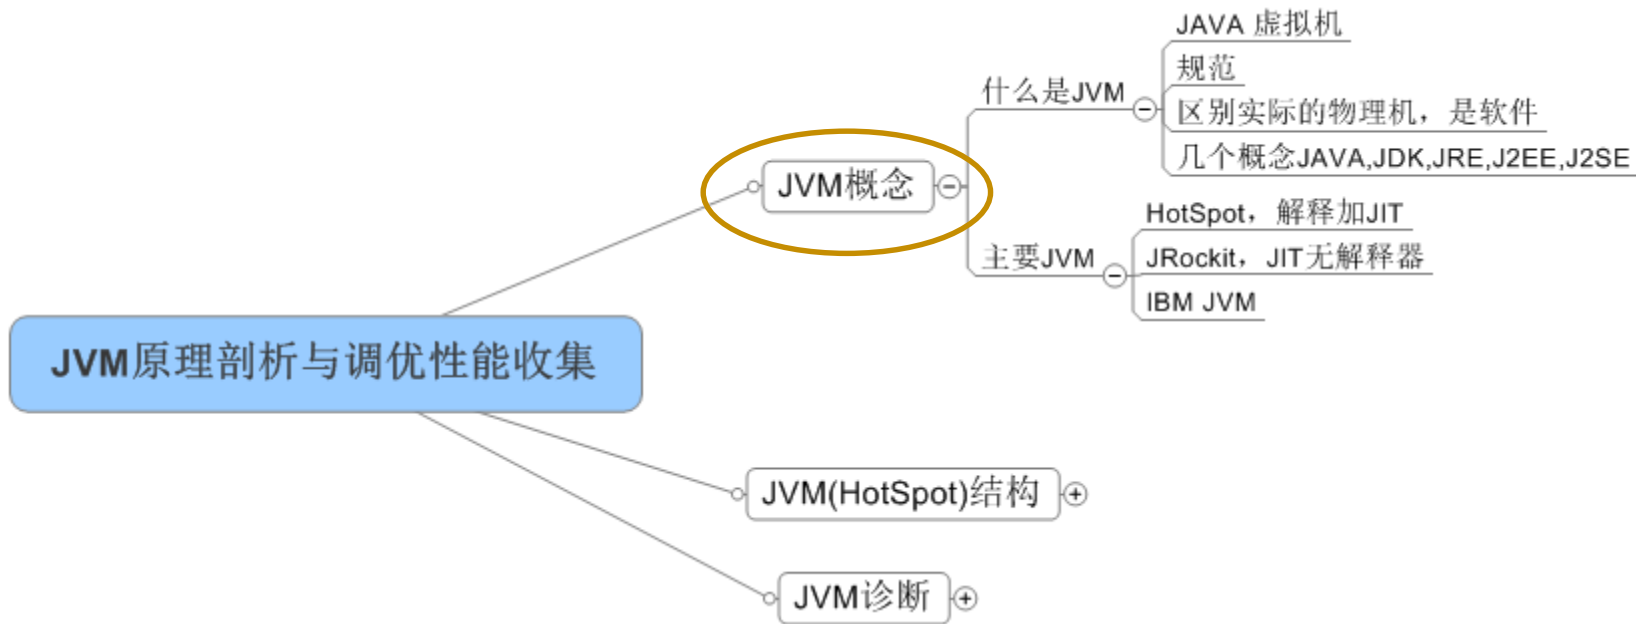 JAVA 虚拟机
规范
什么是JVM
区别实际的物理机，是软件
几个概念JAVA,JDK,JRE,J2EE,J2SE
JVM概念
HotSpot，解释加JIT
主要JVM
JRockit，JIT无解释器
IBM JVM
JVM原理剖析与调优性能收集
JVM(HotSpot)结构
JVM诊断